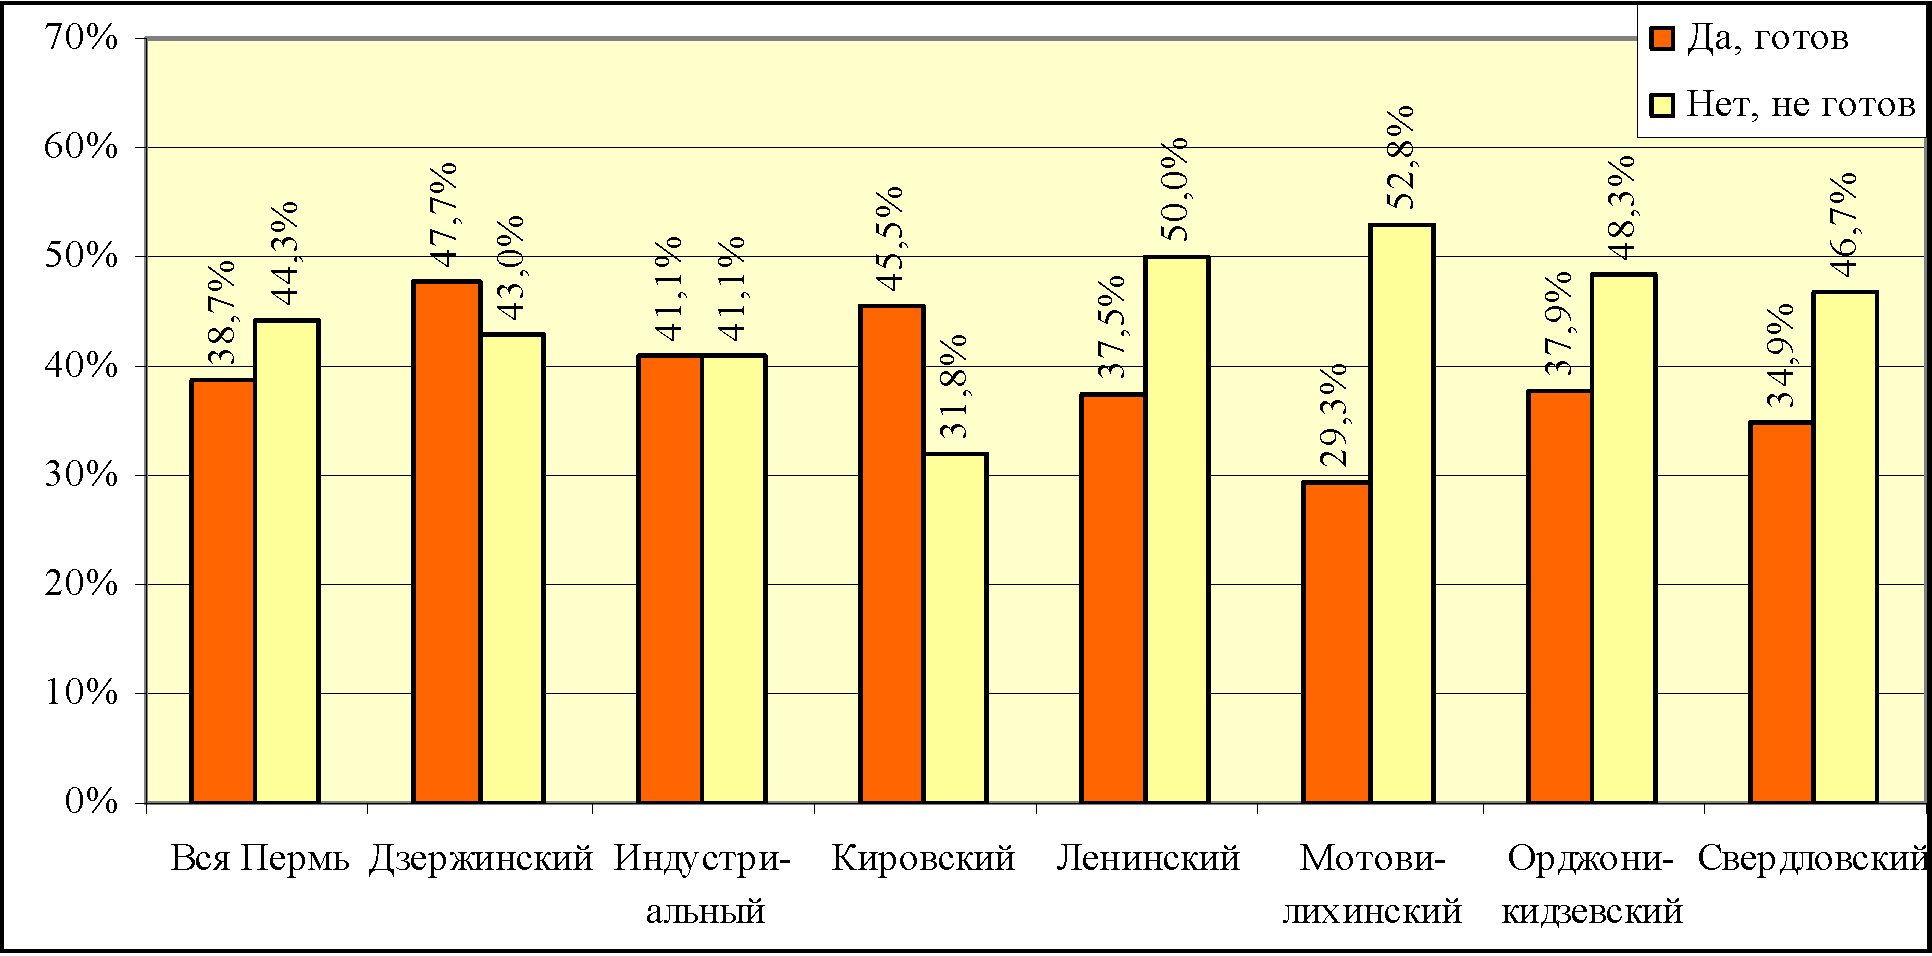 70%
60%
50%
40%
30%
20%
10%
0%
Да, готов
Нет, не готов
38,7%
44,3%
47,7%
43,0%
41,1%
41,1%
45,5%
31,8%
37,5%
50,0%
29,3%
52,8%
37,9%
48,3%
34,9%
46,7%
Вся Пермь
Дзержинский
Индустри-
альный
Кировский
Ленинский
Мотови-
лихинский
Орджони-
кидзевский
Свердловский